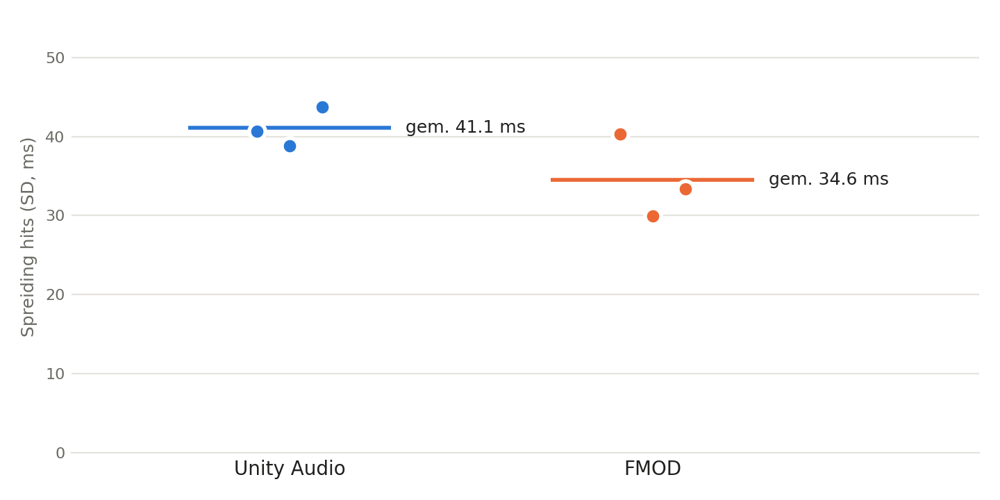 Spreiding hits (SD, ms)
50
40
30
20
10
0
gem. 41.1 ms
gem. 34.6 ms
Unity Audio
FMOD